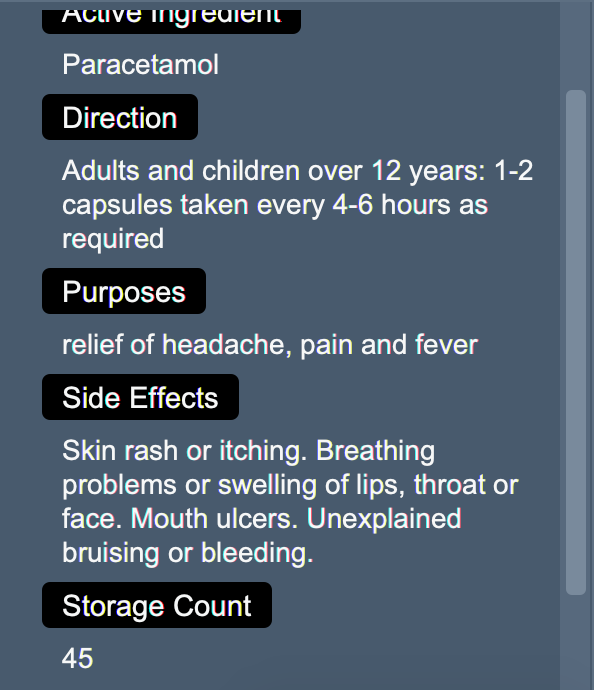 Active Ingredient
Paracetamol
Direction
Adults and children over 12 years: 1-2
capsules taken every 4-6 hours as
required
Purposes
relief of headache, pain and fever
Side Effects
Skin rash or itching. Breathing
problems or swelling of lips, throat or
face. Mouth ulcers. Unexplained
bruising or bleeding.
Storage Count
45